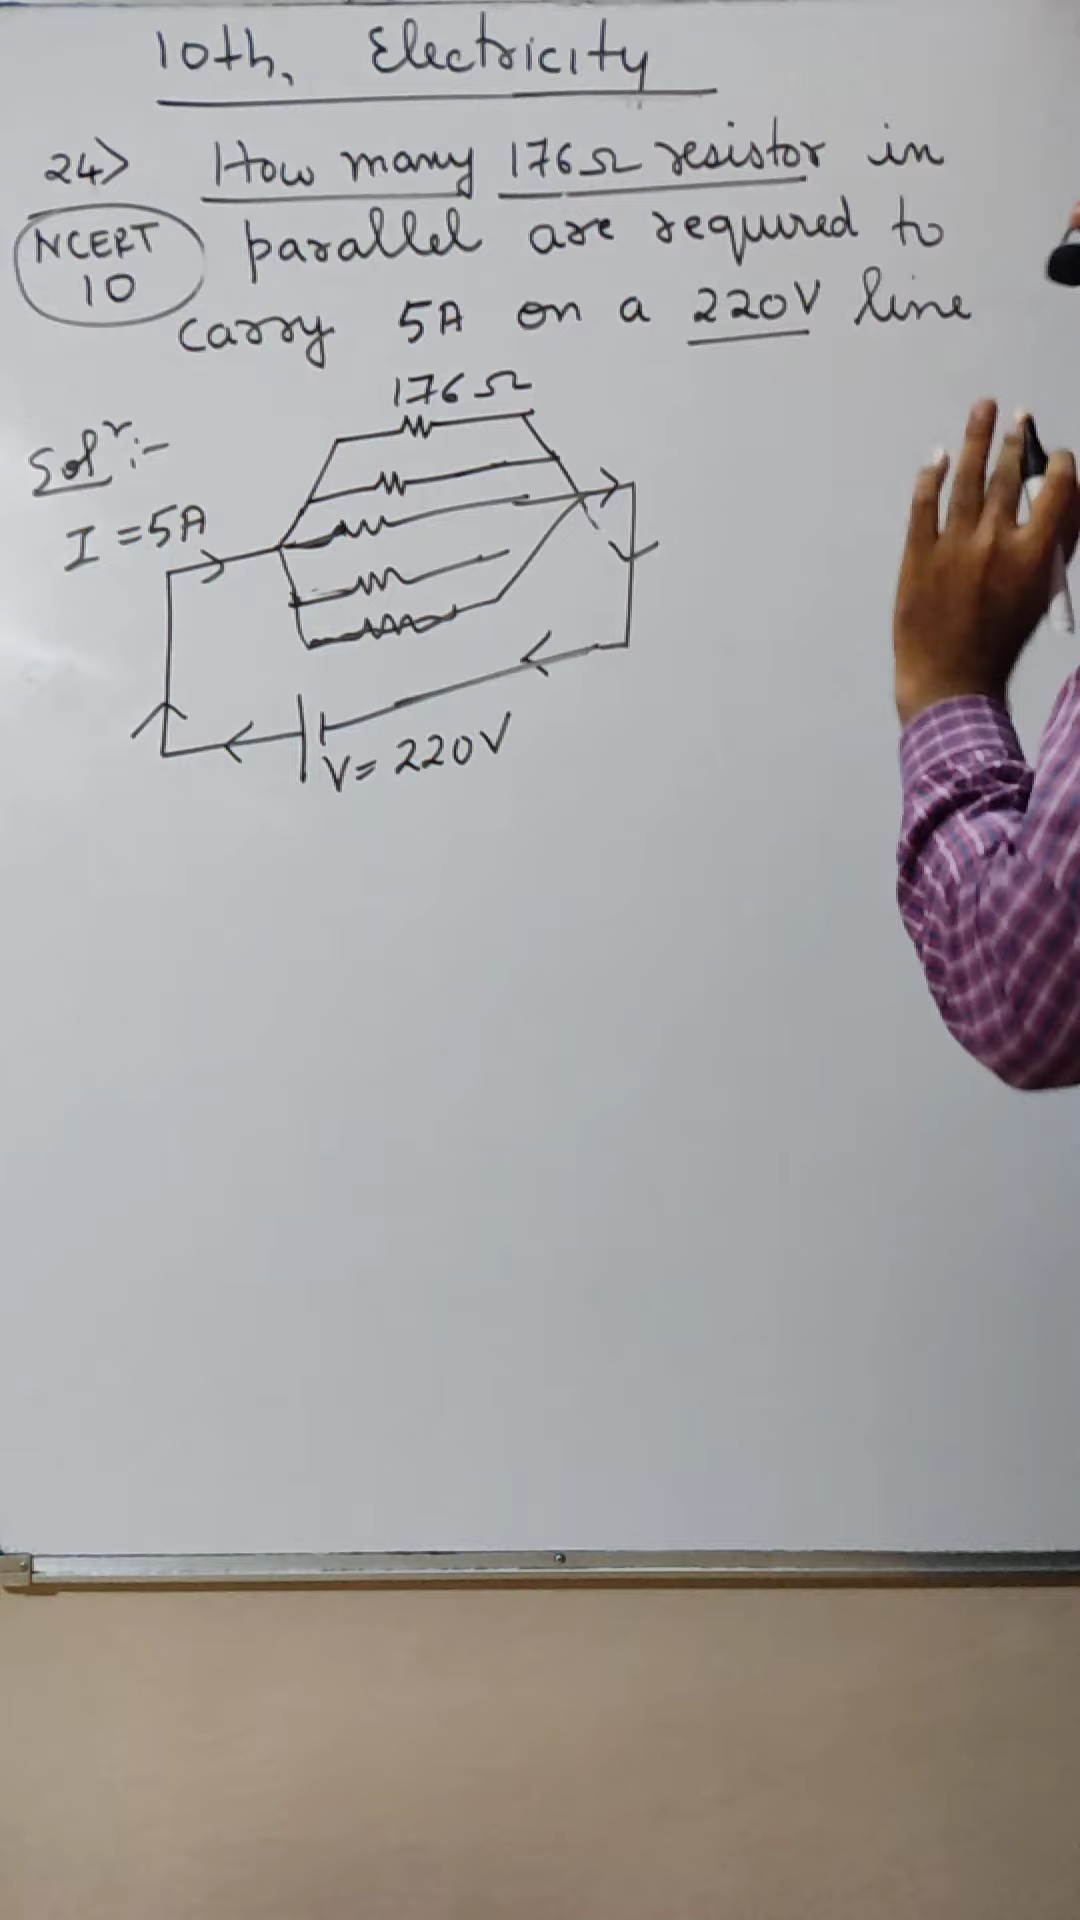 10th, Electricity
24> How many 176Ω resistor in
NCERT
10
parallel are required to
carry 5A on a 220V line
176Ω
Solⁿ:-
I = 5A
V = 220V